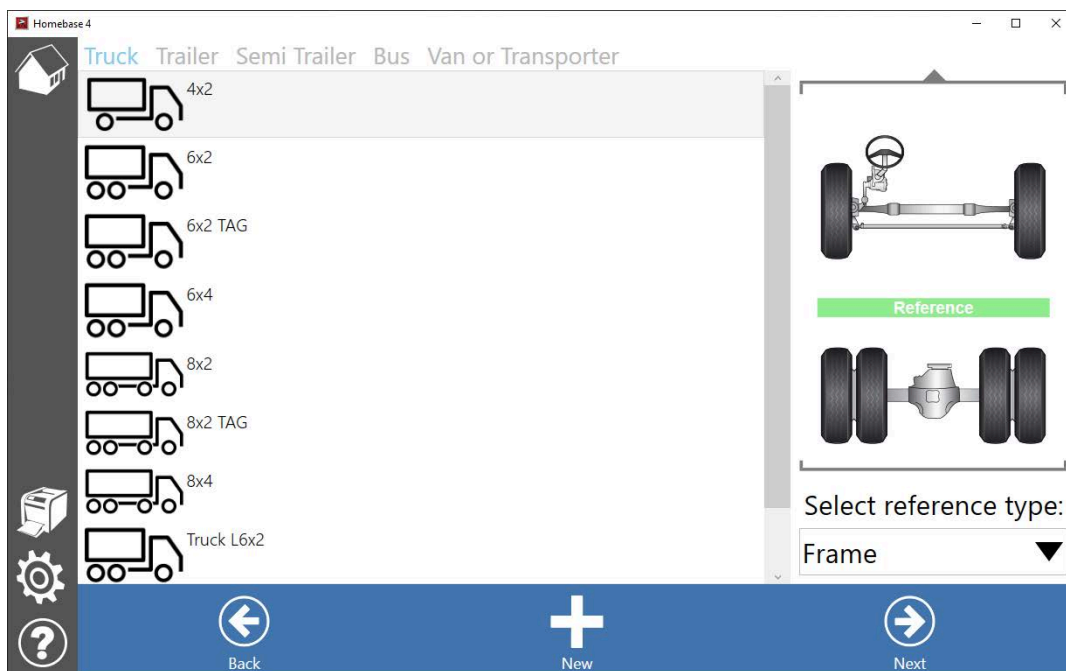 Homebase 4
Truck Trailer Semi Trailer Bus Van or Transporter
4x2
6x2
6x2 TAG
6x4
8x2
8x2 TAG
8x4
Truck L6x2
Reference
Select reference type:
Frame
Back New Next